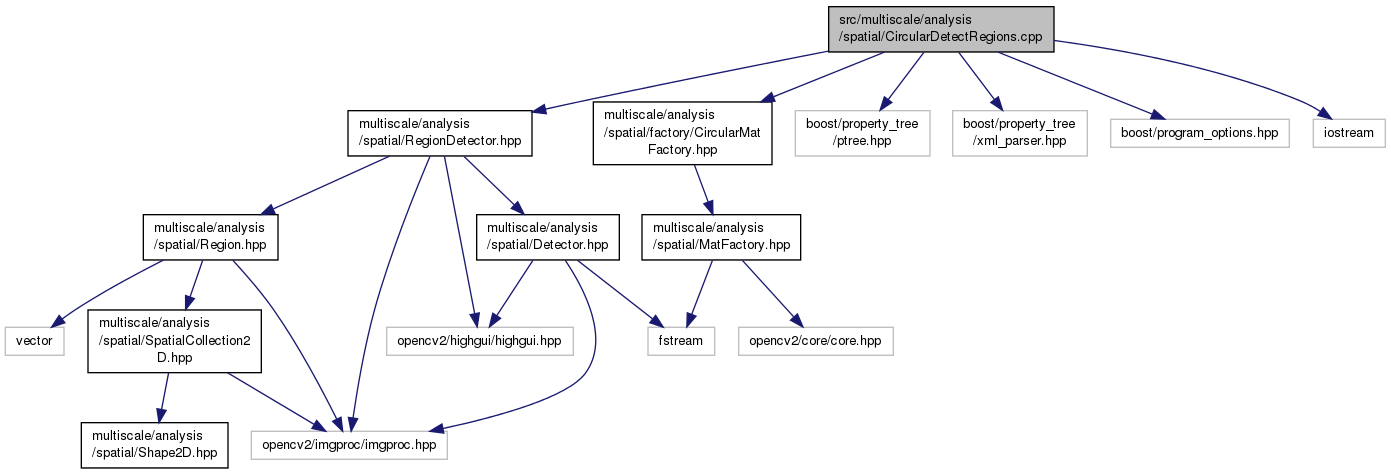 src/multiscale/analysis
/spatial/CircularDetectRegions.cpp
multiscale/analysis
/spatial/RegionDetector.hpp
multiscale/analysis
/spatial/factory/CircularMat
Factory.hpp
boost/property_tree
/ptree.hpp
boost/property_tree
/xml_parser.hpp
boost/program_options.hpp
iostream
multiscale/analysis
/spatial/Region.hpp
multiscale/analysis
/spatial/Detector.hpp
multiscale/analysis
/spatial/MatFactory.hpp
vector
multiscale/analysis
/spatial/SpatialCollection2
D.hpp
opencv2/highgui/highgui.hpp
fstream
opencv2/core/core.hpp
multiscale/analysis
/spatial/Shape2D.hpp
opencv2/imgproc/imgproc.hpp